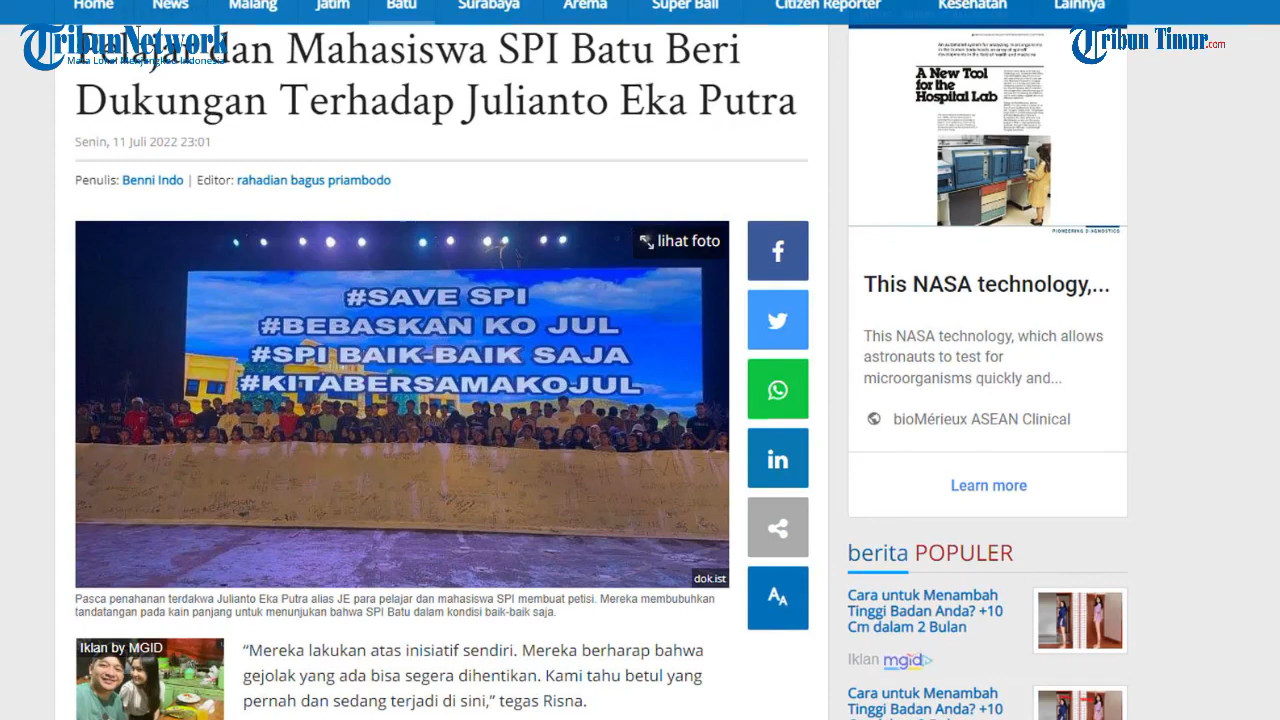 Home News Malang Jatim Batu Surabaya Arema Super Ball Citizen Reporter Kesehatan Lainnya
TribunNetwork
Mata Lokal Menjangkau Indonesia
Tribun Timur.com
Pelajar dan Mahasiswa SPI Batu Beri
Dukungan Terhadap Julianto Eka Putra
Senin, 11 Juli 2022 23:01
Penulis: Benni Indo | Editor: rahadian bagus priambodo
lihat foto
#SAVE SPI
#BEBASKAN KO JUL
#SPI BAIK-BAIK SAJA
#KITABERSAMAKOJUL
dok.ist
Pasca penahanan terdakwa Julianto Eka Putra alias JE para pelajar dan mahasiswa SPI membuat petisi. Mereka membubuhkan
tandatangan pada kain panjang untuk menunjukan bahwa SPI Batu dalam kondisi baik-baik saja.
Iklan by MGID
“Mereka lakukan atas inisiatif sendiri. Mereka berharap bahwa
gejolak yang ada bisa segera dihentikan. Kami tahu betul yang
pernah dan sedang terjadi di sini,” tegas Risna.
A New Tool
for the
Hospital Lab
PIONEERING DIAGNOSTICS
This NASA technology,...
This NASA technology, which allows
astronauts to test for
microorganisms quickly and...
bioMérieux ASEAN Clinical
Learn more
berita POPULER
Cara untuk Menambah
Tinggi Badan Anda? +10
Cm dalam 2 Bulan
Iklan mgid
Cara untuk Menambah
Tinggi Badan Anda? +10